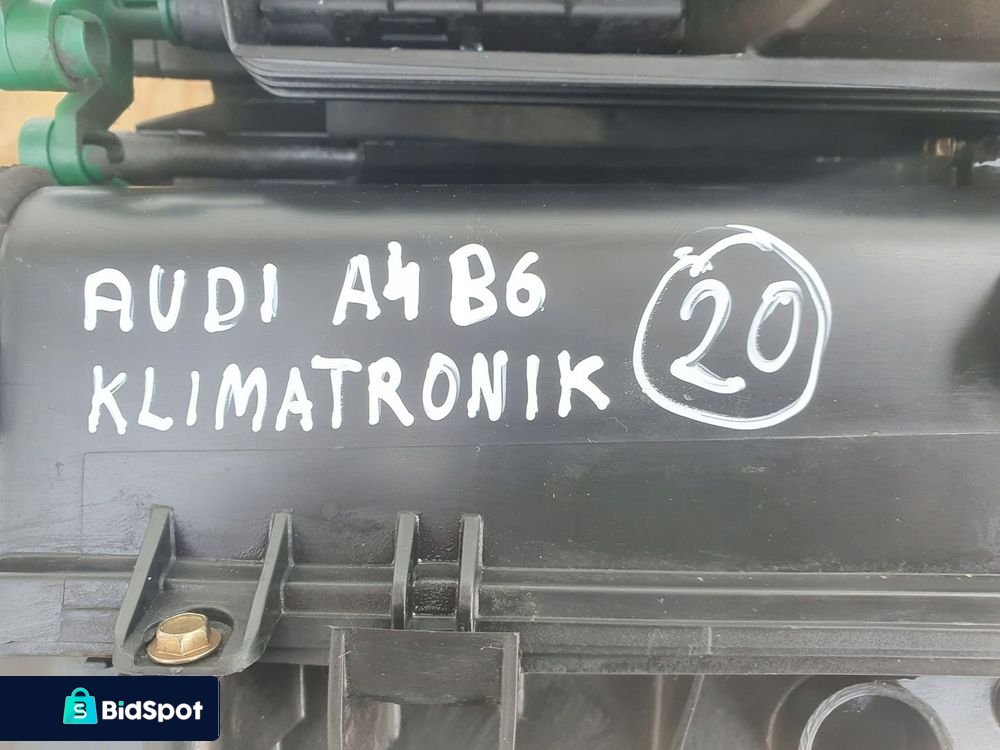 AUDI A4 B6
KLIMATRONIK
20
BidSpot